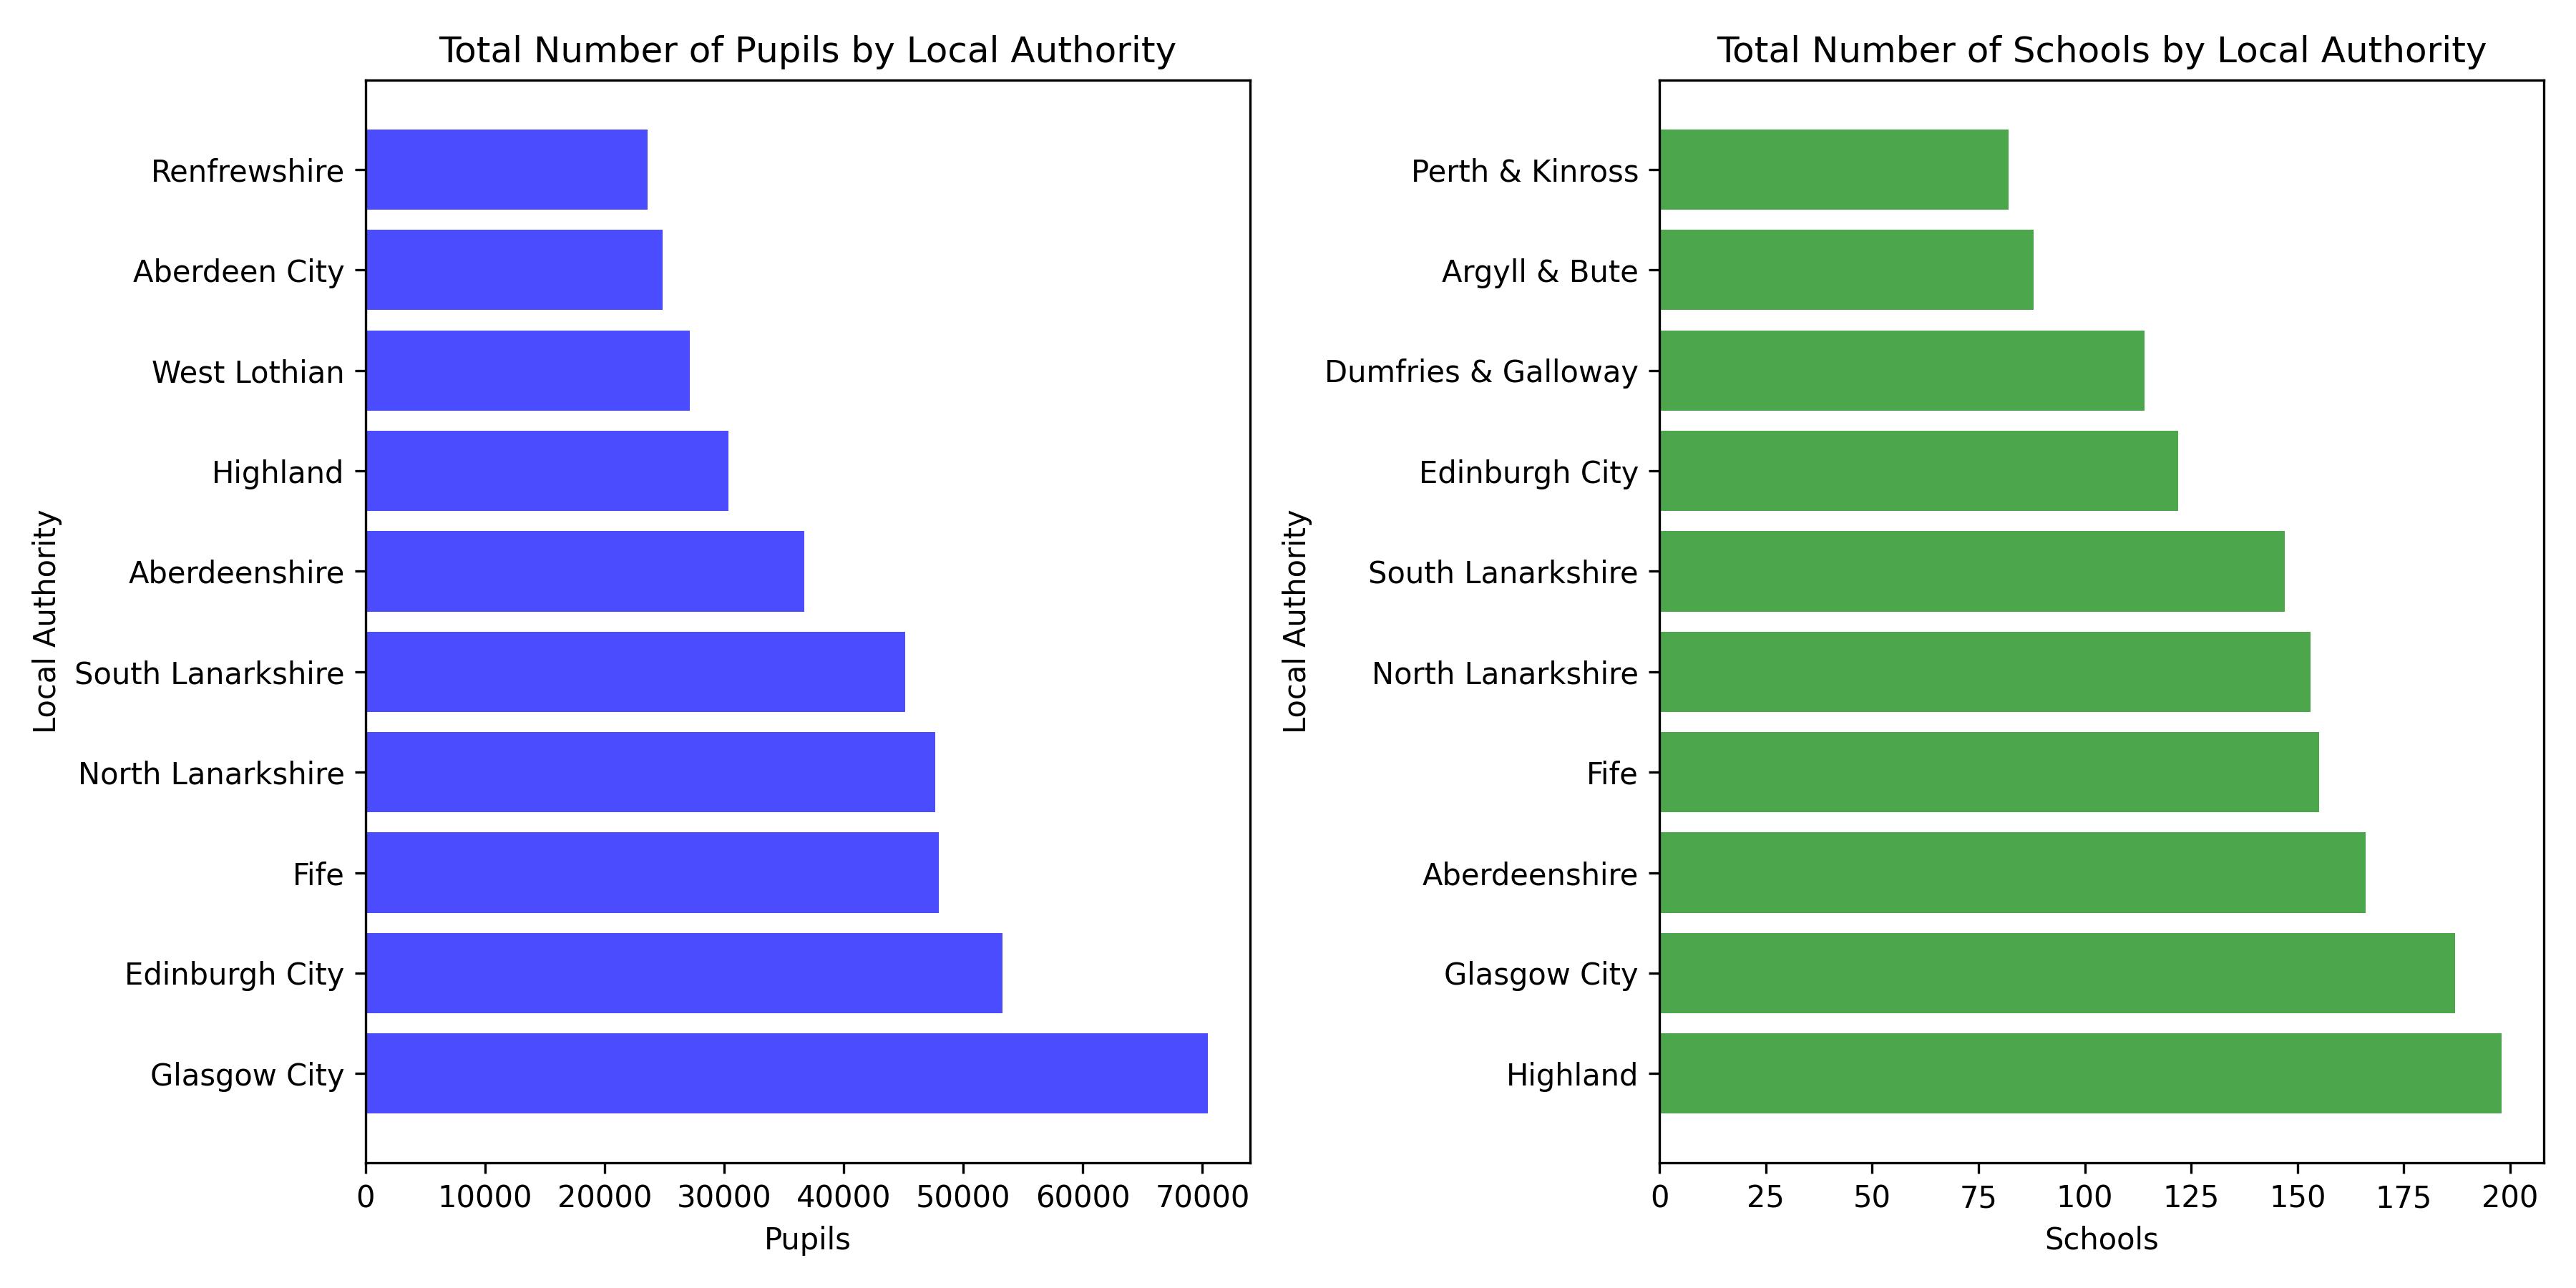 Total Number of Pupils by Local Authority
Local Authority
Renfrewshire
Aberdeen City
West Lothian
Highland
Aberdeenshire
South Lanarkshire
North Lanarkshire
Fife
Edinburgh City
Glasgow City
0 10000 20000 30000 40000 50000 60000 70000
Pupils
Total Number of Schools by Local Authority
Local Authority
Perth & Kinross
Argyll & Bute
Dumfries & Galloway
Edinburgh City
South Lanarkshire
North Lanarkshire
Fife
Aberdeenshire
Glasgow City
Highland
0 25 50 75 100 125 150 175 200
Schools